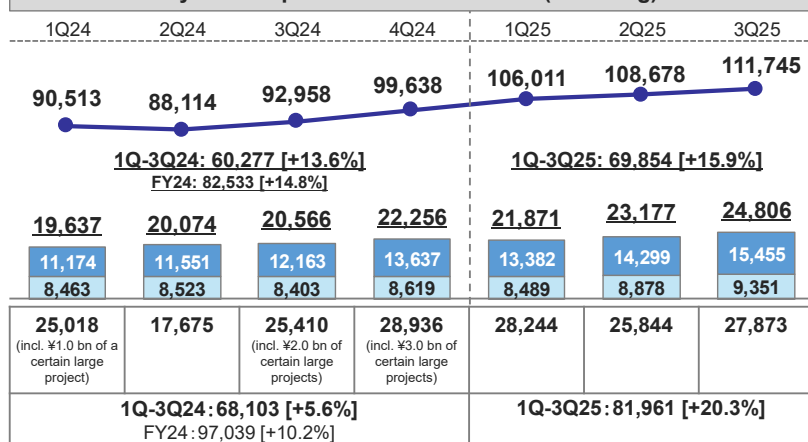 1Q24 2Q24 3Q24 4Q24 1Q25 2Q25 3Q25
90,513 88,114 92,958 99,638 106,011 108,678 111,745
1Q-3Q24: 60,277 [+13.6%] 1Q-3Q25: 69,854 [+15.9%]
FY24: 82,533 [+14.8%]
19,637 20,074 20,566 22,256 21,871 23,177 24,806
11,174 11,551 12,163 13,637 13,382 14,299 15,455
8,463 8,523 8,403 8,619 8,489 8,878 9,351
25,018 17,675 25,410 28,936 28,244 25,844 27,873
(incl. ¥1.0 bn of a (incl. ¥2.0 bn of (incl. ¥3.0 bn of
certain large certain large certain large
project) projects) projects)
1Q-3Q24: 68,103 [+5.6%] 1Q-3Q25: 81,961 [+20.3%]
FY24: 97,039 [+10.2%]